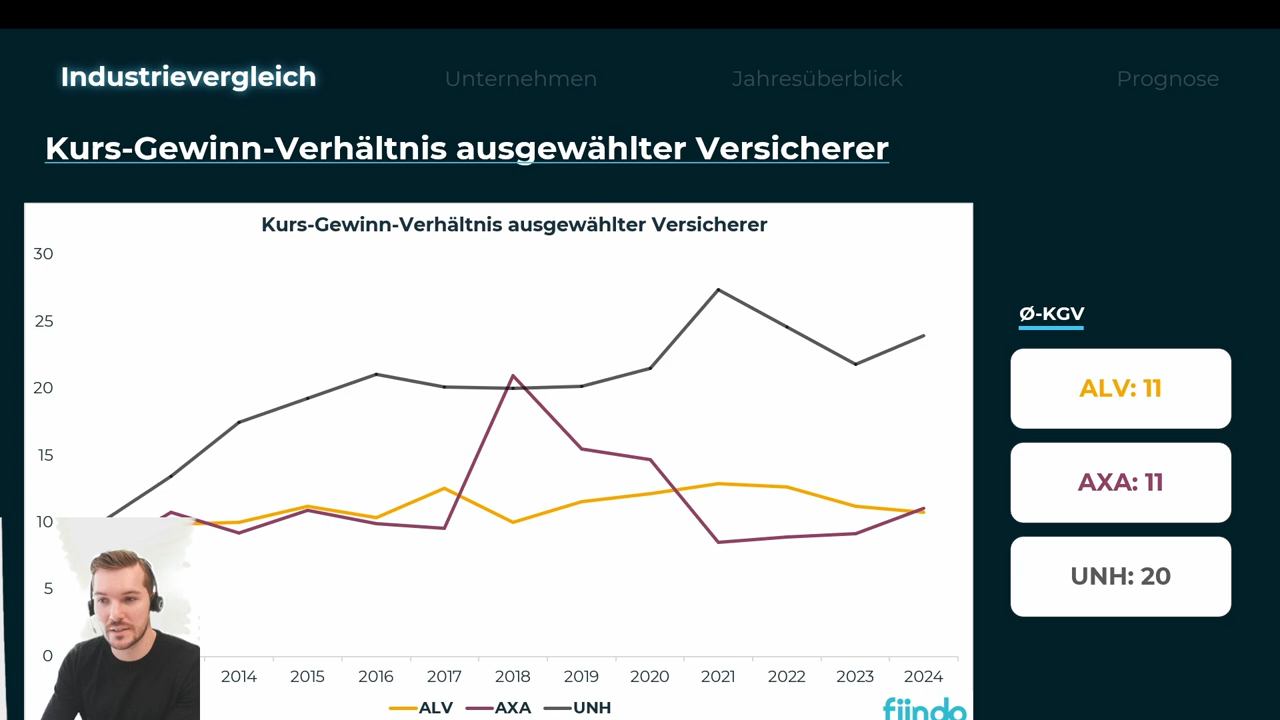 Industrievergleich
Unternehmen
Jahresüberblick
Prognose
Kurs-Gewinn-Verhältnis ausgewählter Versicherer
Kurs-Gewinn-Verhältnis ausgewählter Versicherer
30
25
20
15
10
5
0
2014 2015 2016 2017 2018 2019 2020 2021 2022 2023 2024
ALV AXA UNH
fiindo
Ø-KGV
ALV: 11
AXA: 11
UNH: 20